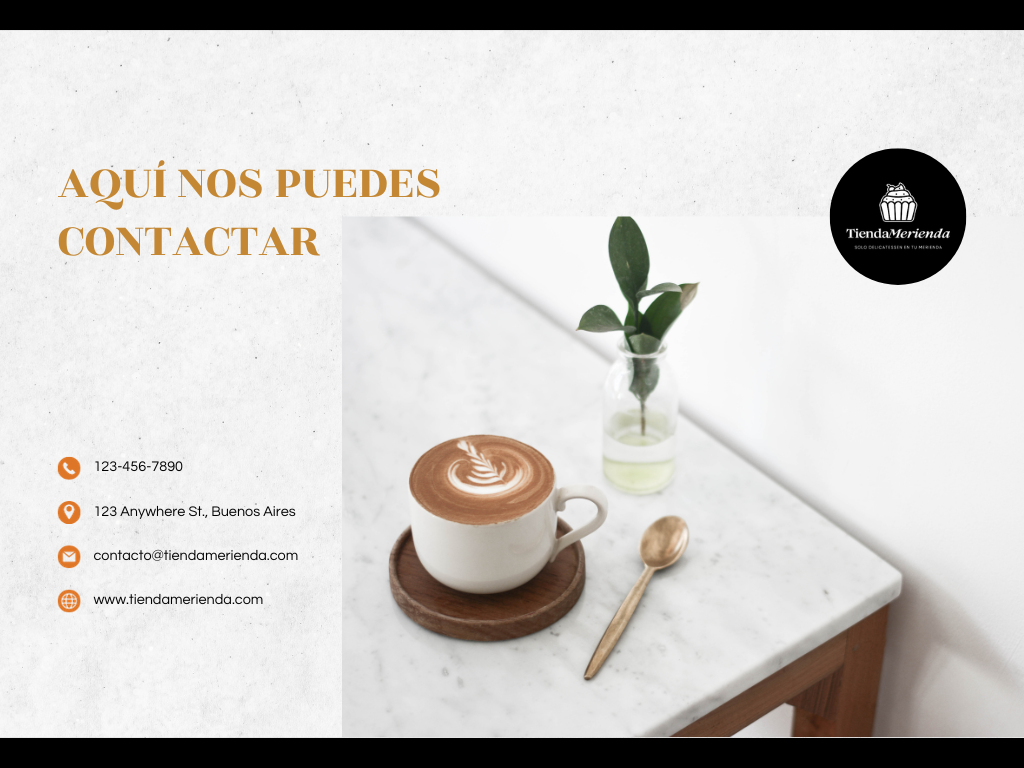 AQUÍ NOS PUEDES
CONTACTAR
TiendaMerienda
SOLO DELICATESSEN EN TU MERIENDA
123-456-7890
123 Anywhere St., Buenos Aires
contacto@tiendamerienda.com
www.tiendamerienda.com